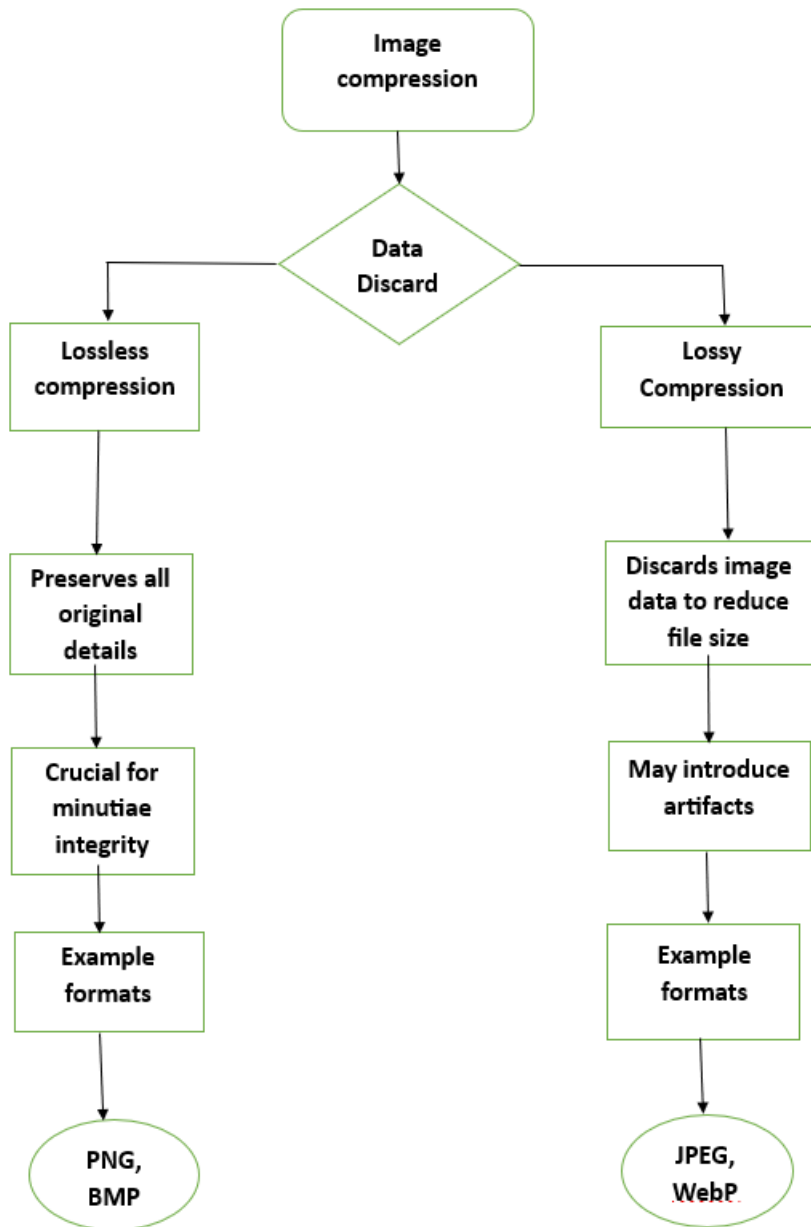 Image
compression
Data
Discard
Lossless
compression
Lossy
Compression
Preserves all
original
details
Discards image
data to reduce
file size
Crucial for
minutiae
integrity
May introduce
artifacts
Example
formats
Example
formats
PNG,
BMP
JPEG,
WebP